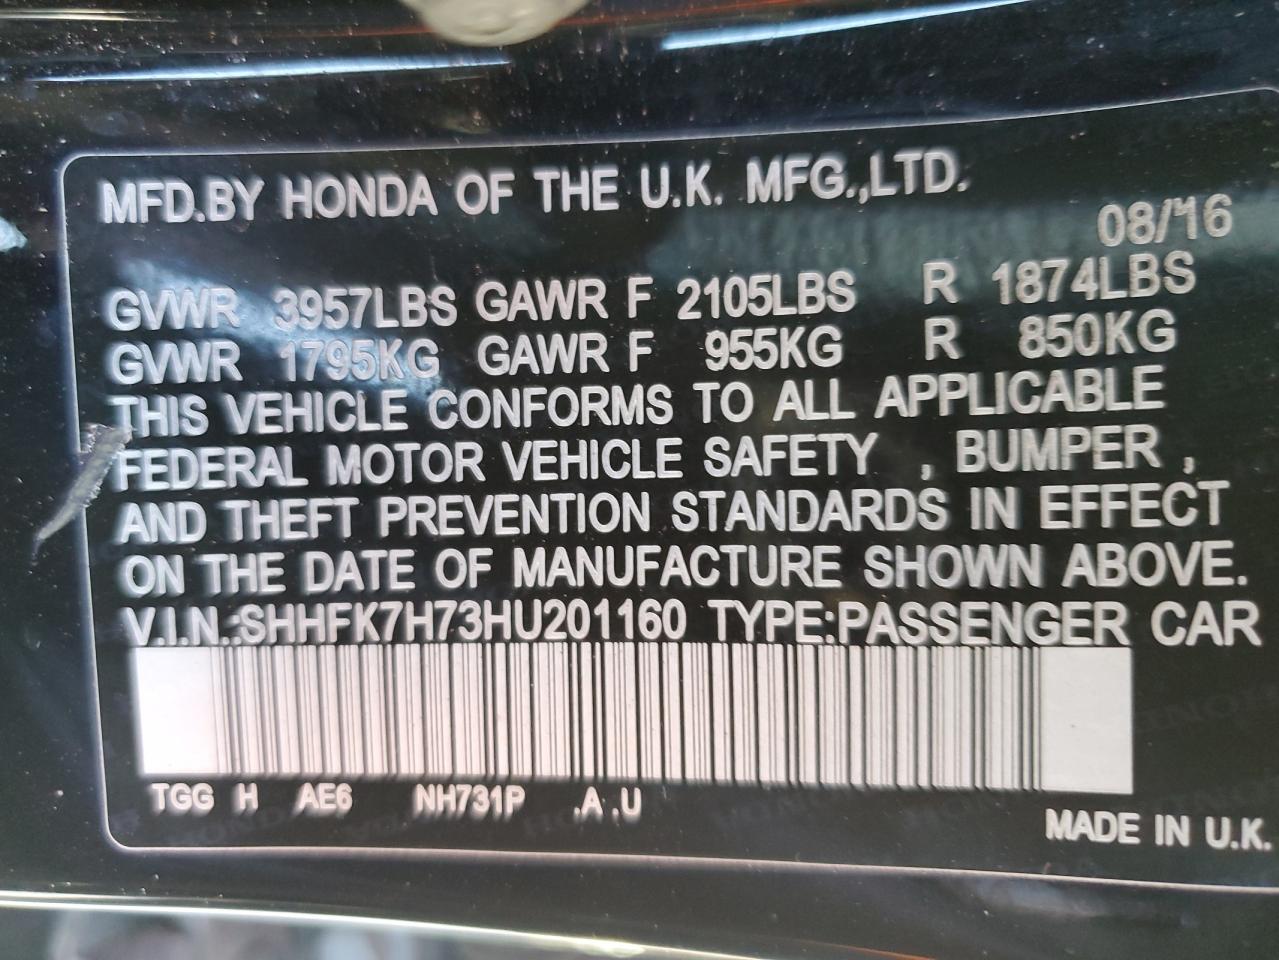 MFD.BY HONDA OF THE U.K. MFG.,LTD.
08/16
GVWR 3957LBS GAWR F 2105LBS R 1874LBS
GVWR 1795KG GAWR F 955KG R 850KG
THIS VEHICLE CONFORMS TO ALL APPLICABLE
FEDERAL MOTOR VEHICLE SAFETY , BUMPER ,
AND THEFT PREVENTION STANDARDS IN EFFECT
ON THE DATE OF MANUFACTURE SHOWN ABOVE.
V.I.N.:SHHFK7H73HU201160 TYPE:PASSENGER CAR
TGG H AE6 NH731P .A .U
MADE IN U.K.